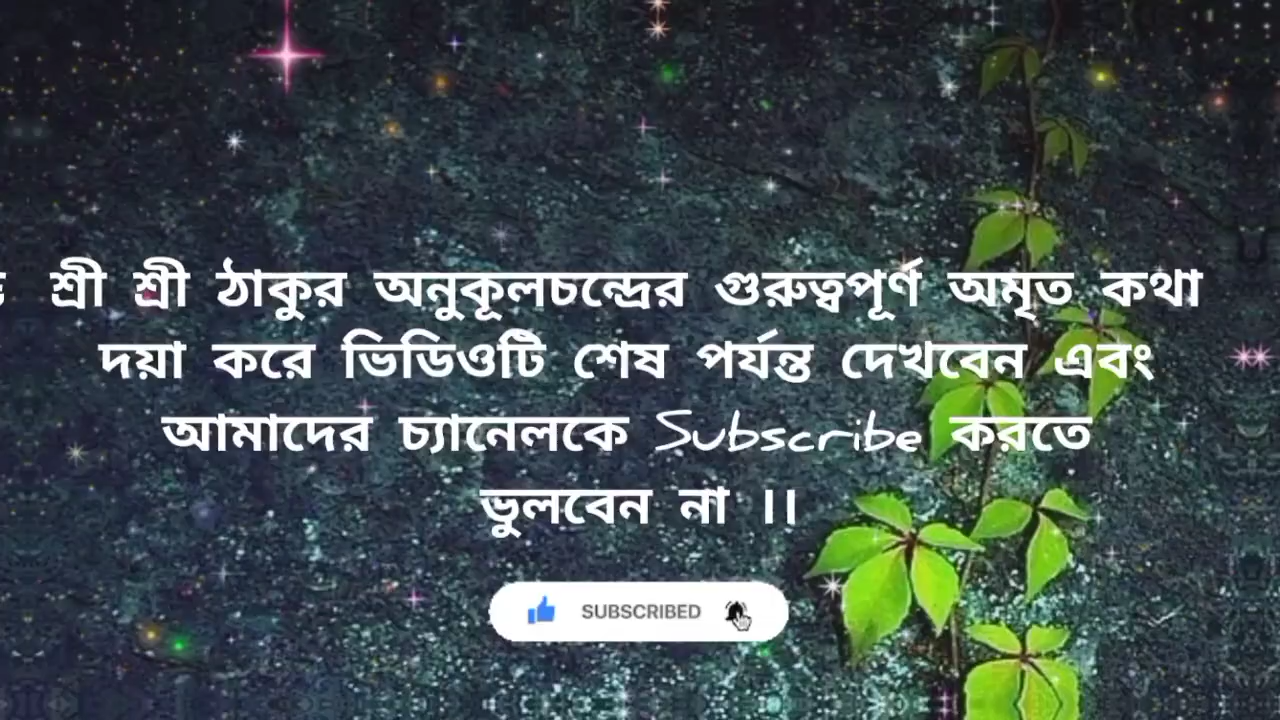 শ্রী শ্রী ঠাকুর অনুকূলচন্দ্রের গুরুত্বপূর্ণ অমৃত কথা
দয়া করে ভিডিওটি শেষ পর্যন্ত দেখবেন এবং
আমাদের চ্যানেলকে Subscribe করতে
ভুলবেন না ।।
SUBSCRIBED